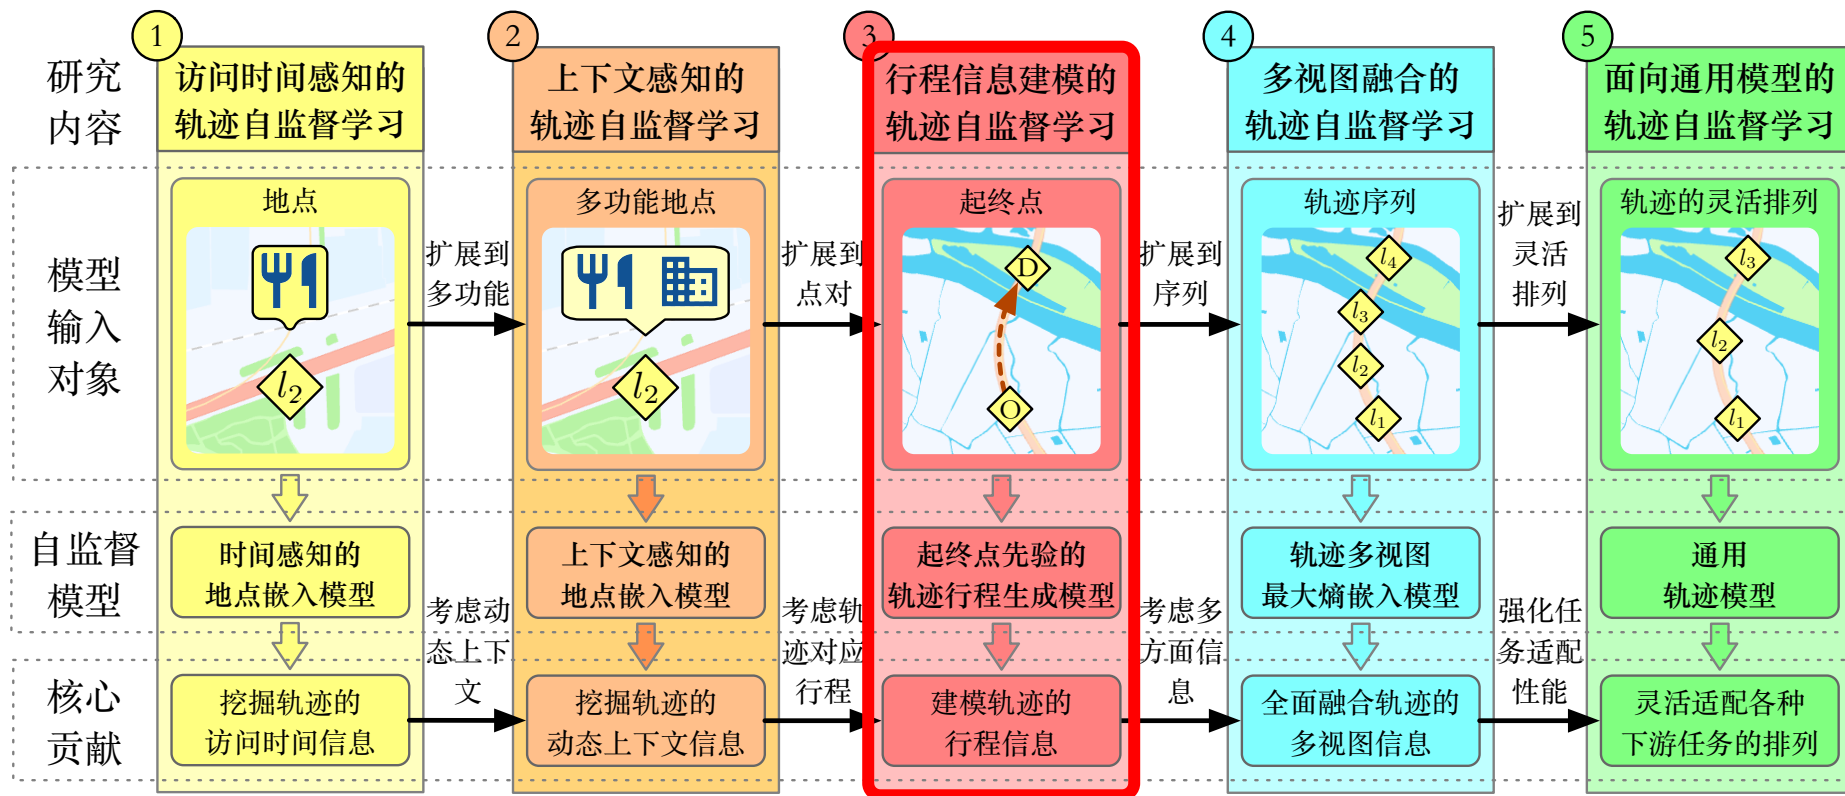 1
2
3
4
5
研究
内容
访问时间感知的
轨迹自监督学习
上下文感知的
轨迹自监督学习
行程信息建模的
轨迹自监督学习
多视图融合的
轨迹自监督学习
面向通用模型的
轨迹自监督学习
模型
输入
对象
地点
l2
扩展到
多功能
多功能地点
l2
扩展到
点对
起终点
D
O
扩展到
序列
轨迹序列
l4
l3
l2
l1
扩展到
灵活
排列
轨迹的灵活排列
l3
l2
l1
自监督
模型
时间感知的
地点嵌入模型
上下文感知的
地点嵌入模型
起终点先验的
轨迹行程生成模型
轨迹多视图
最大熵嵌入模型
通用
轨迹模型
考虑动
态上下
文
考虑轨
迹对应
行程
考虑多
方面信
息
强化任
务适配
性能
核心
贡献
挖掘轨迹的
访问时间信息
挖掘轨迹的
动态上下文信息
建模轨迹的
行程信息
全面融合轨迹的
多视图信息
灵活适配各种
下游任务的排列